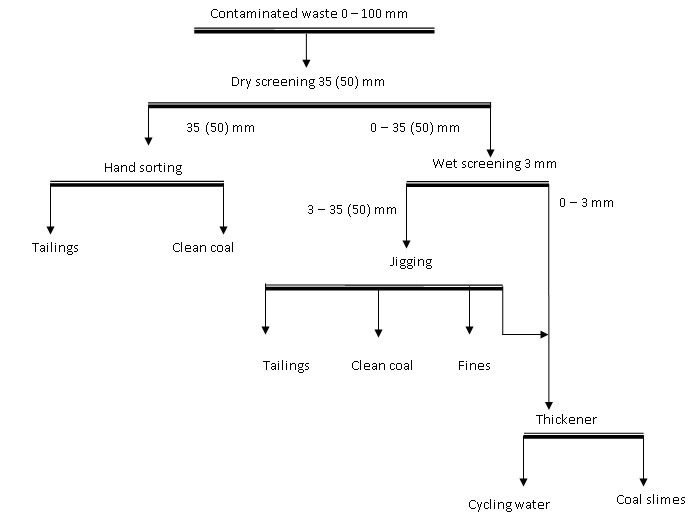 Contaminated waste 0 – 100 mm
Dry screening 35 (50) mm
35 (50) mm
0 – 35 (50) mm
Hand sorting
Wet screening 3 mm
3 – 35 (50) mm
0 – 3 mm
Tailings
Clean coal
Jigging
Tailings
Clean coal
Fines
Thickener
Cycling water
Coal slimes